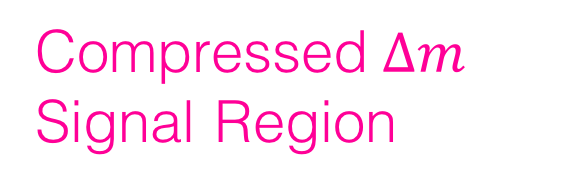 Compressed Δm
Signal Region